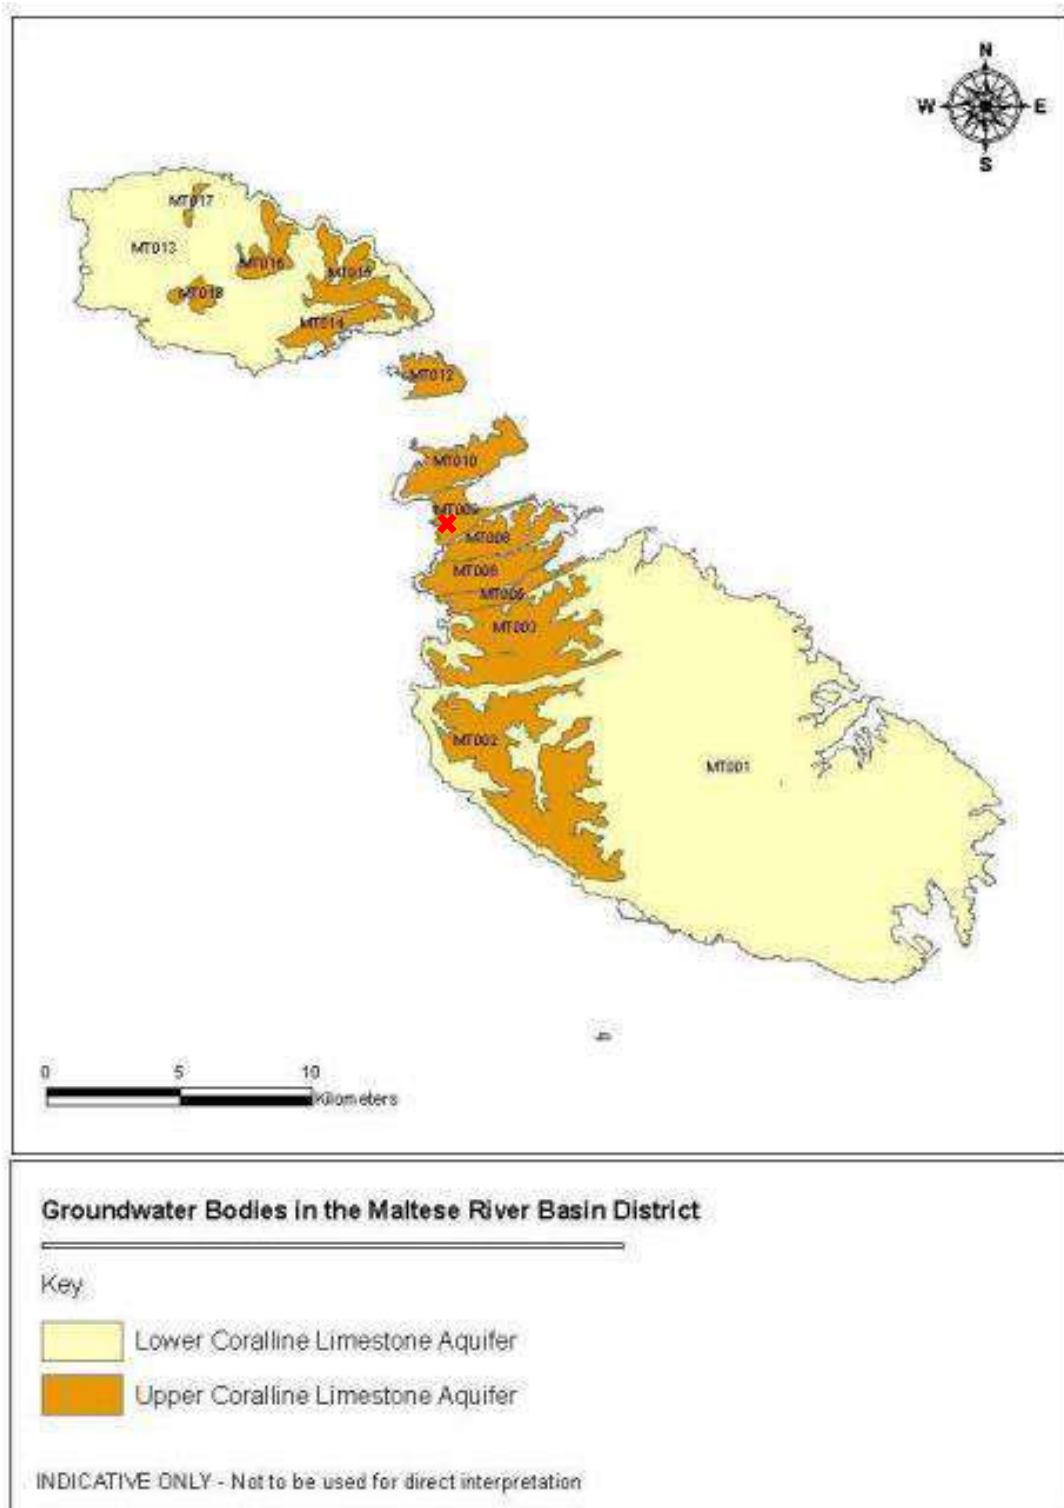 N
W E
S
MT017
MT013
MT016
MT015
MT018
MT014
MT012
MT010
MT008
MT003
MT002
MT001
0 5 10
Kilometers
Groundwater Bodies in the Maltese River Basin District
Key
Lower Coralline Limestone Aquifer
Upper Coralline Limestone Aquifer
INDICATIVE ONLY - Not to be used for direct interpretation